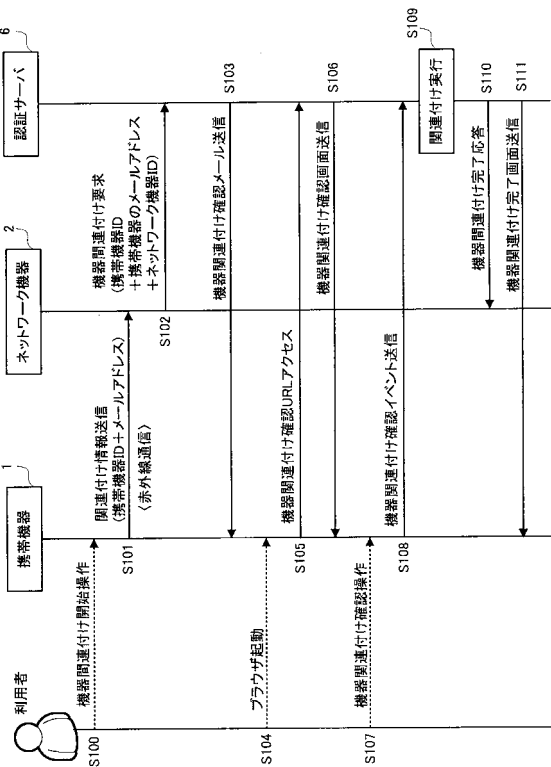 利用者
携帯機器
1
ネットワーク機器
2
認証サーバ
6
機器間連付け開始操作
S100
関連付け情報送信
(携帯機器ID+メールアドレス)
〈赤外線通信〉
S101
機器間連付け要求
(携帯機器ID
+携帯機器のメールアドレス
+ネットワーク機器ID)
S102
機器関連付け確認メール送信
S103
ブラウザ起動
S104
機器関連付け確認URLアクセス
S105
機器関連付け確認画面送信
S106
機器関連付け確認操作
S107
機器関連付け確認イベント送信
S108
関連付け実行
S109
機器間連付け完了応答
S110
機器関連付け完了画面送信
S111